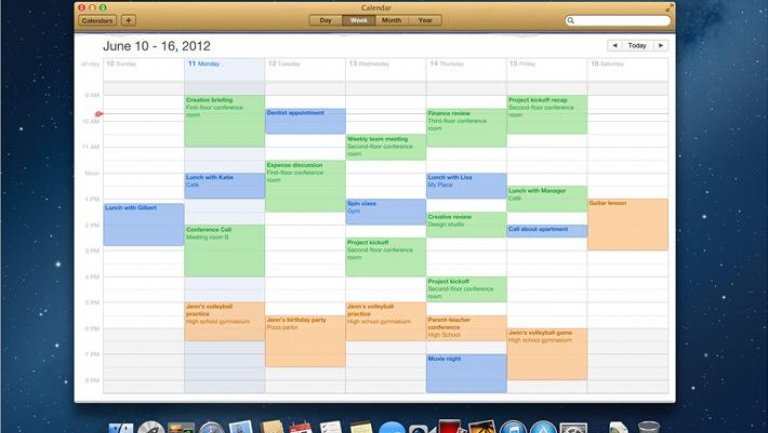 Calendar
Calendars
+
Day Week Month Year
June 10 - 16, 2012
Today
all-day 10 Sunday 11 Monday 12 Tuesday 13 Wednesday 14 Thursday 15 Friday 16 Saturday
9 AM
10 AM
11 AM
Noon
1 PM
2 PM
3 PM
4 PM
5 PM
6 PM
7 PM
8 PM
Lunch with Gilbert
Creative briefing
First-floor conference
room
Lunch with Katie
Café
Conference Call
Meeting room B
Jenn's volleyball
practice
High school gymnasium
Dentist appointment
Expense discussion
First-floor conference
room
Jenn's birthday party
Pizza parlor
Weekly team meeting
Second-floor conference
room
Spin class
Gym
Project kickoff
Second-floor conference
room
Jenn's volleyball
practice
High school gymnasium
Finance review
Third-floor conference
room
Lunch with Lisa
My Place
Creative review
Design studio
Project kickoff
Second-floor conference
room
Parent-teacher
conference
High School
Movie night
Project kickoff recap
Second-floor conference
room
Lunch with Manager
Café
Call about apartment
Jenn's volleyball game
High school gymnasium
Guitar lesson